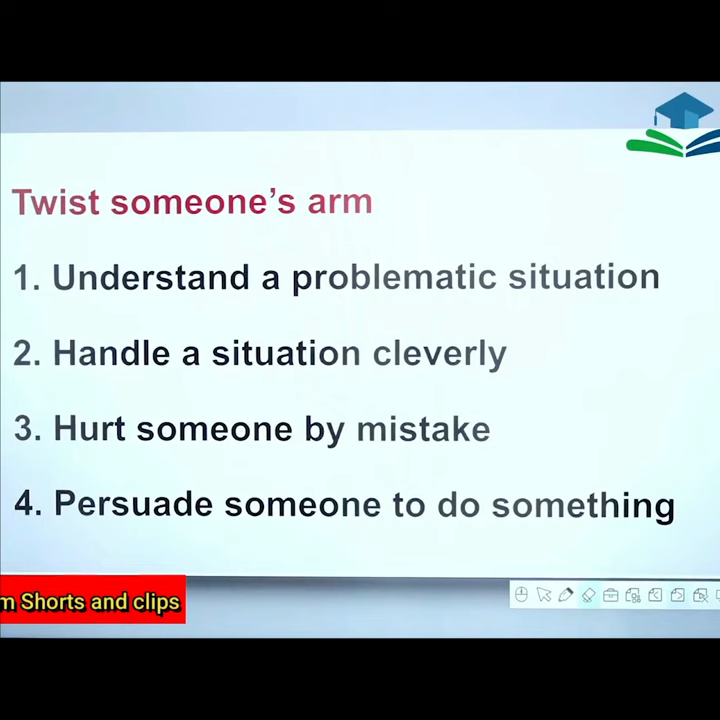 Twist someone's arm
1. Understand a problematic situation
2. Handle a situation cleverly
3. Hurt someone by mistake
4. Persuade someone to do something
m Shorts and clips